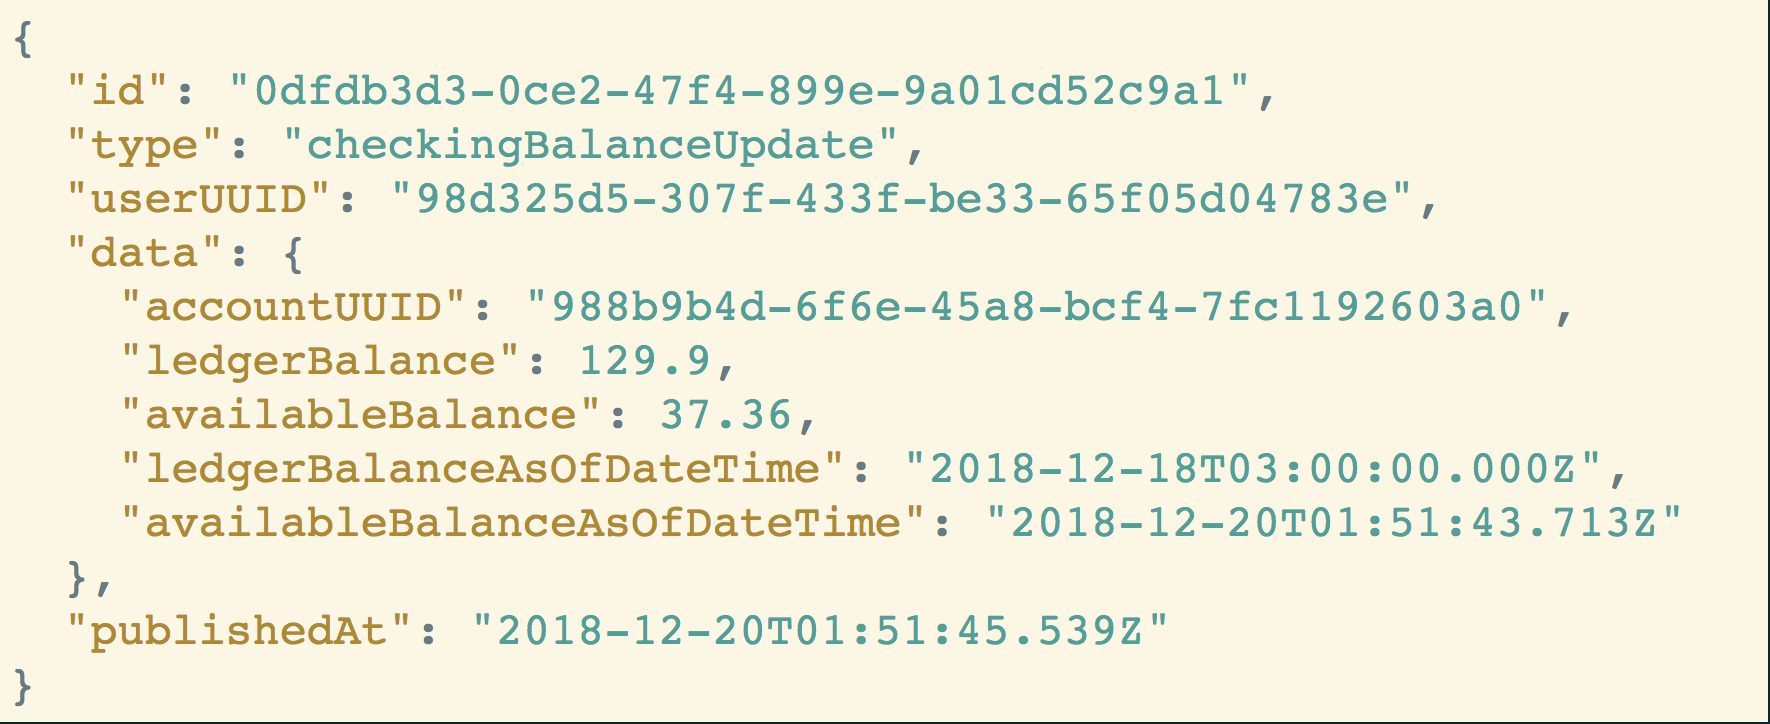 {
  "id": "0dfdb3d3-0ce2-47f4-899e-9a01cd52c9a1",
  "type": "checkingBalanceUpdate",
  "userUUID": "98d325d5-307f-433f-be33-65f05d04783e",
  "data": {
    "accountUUID": "988b9b4d-6f6e-45a8-bcf4-7fc1192603a0",
    "ledgerBalance": 129.9,
    "availableBalance": 37.36,
    "ledgerBalanceAsOfDateTime": "2018-12-18T03:00:00.000Z",
    "availableBalanceAsOfDateTime": "2018-12-20T01:51:43.713Z"
  },
  "publishedAt": "2018-12-20T01:51:45.539Z"
}